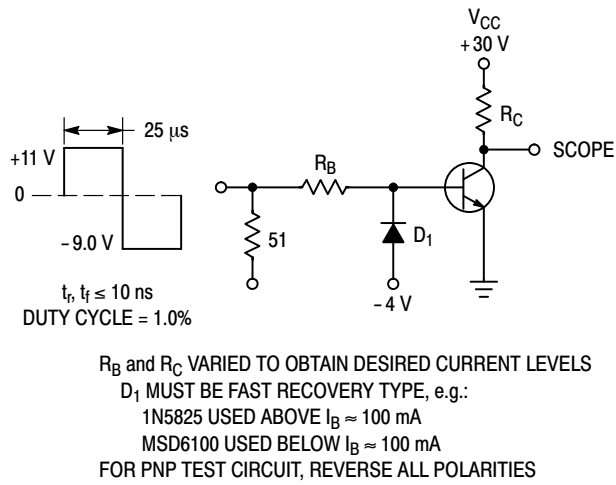 V_CC
+30 V
R_C
SCOPE
25 µs
+11 V
0
−9.0 V
t_r, t_f ≤ 10 ns
DUTY CYCLE = 1.0%
R_B
51
D_1
−4 V
R_B and R_C VARIED TO OBTAIN DESIRED CURRENT LEVELS
D_1 MUST BE FAST RECOVERY TYPE, e.g.:
1N5825 USED ABOVE I_B ≈ 100 mA
MSD6100 USED BELOW I_B ≈ 100 mA
FOR PNP TEST CIRCUIT, REVERSE ALL POLARITIES